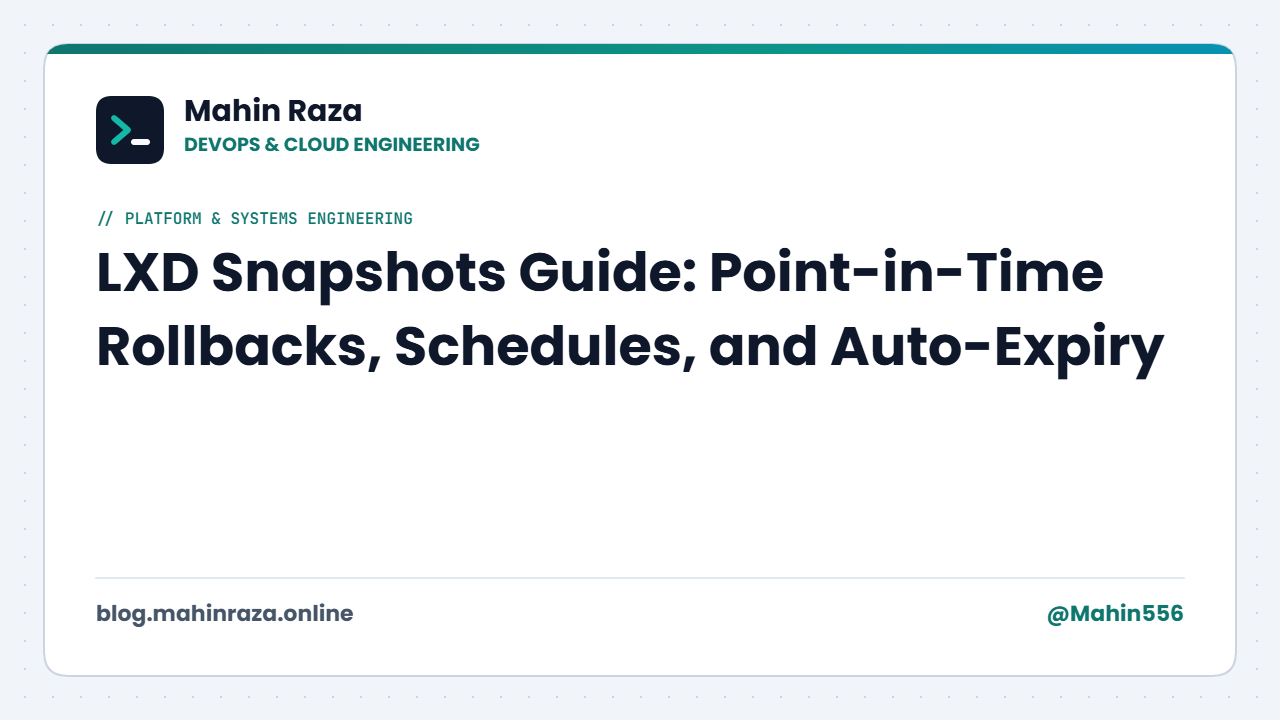 Mahin Raza
DEVOPS & CLOUD ENGINEERING
// PLATFORM & SYSTEMS ENGINEERING
LXD Snapshots Guide: Point-in-Time
Rollbacks, Schedules, and Auto-Expiry
blog.mahinraza.online
@Mahin556